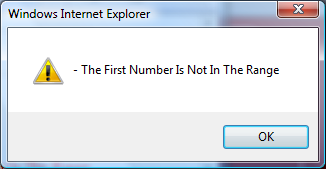 Windows Internet Explorer
- The First Number Is Not In The Range
OK